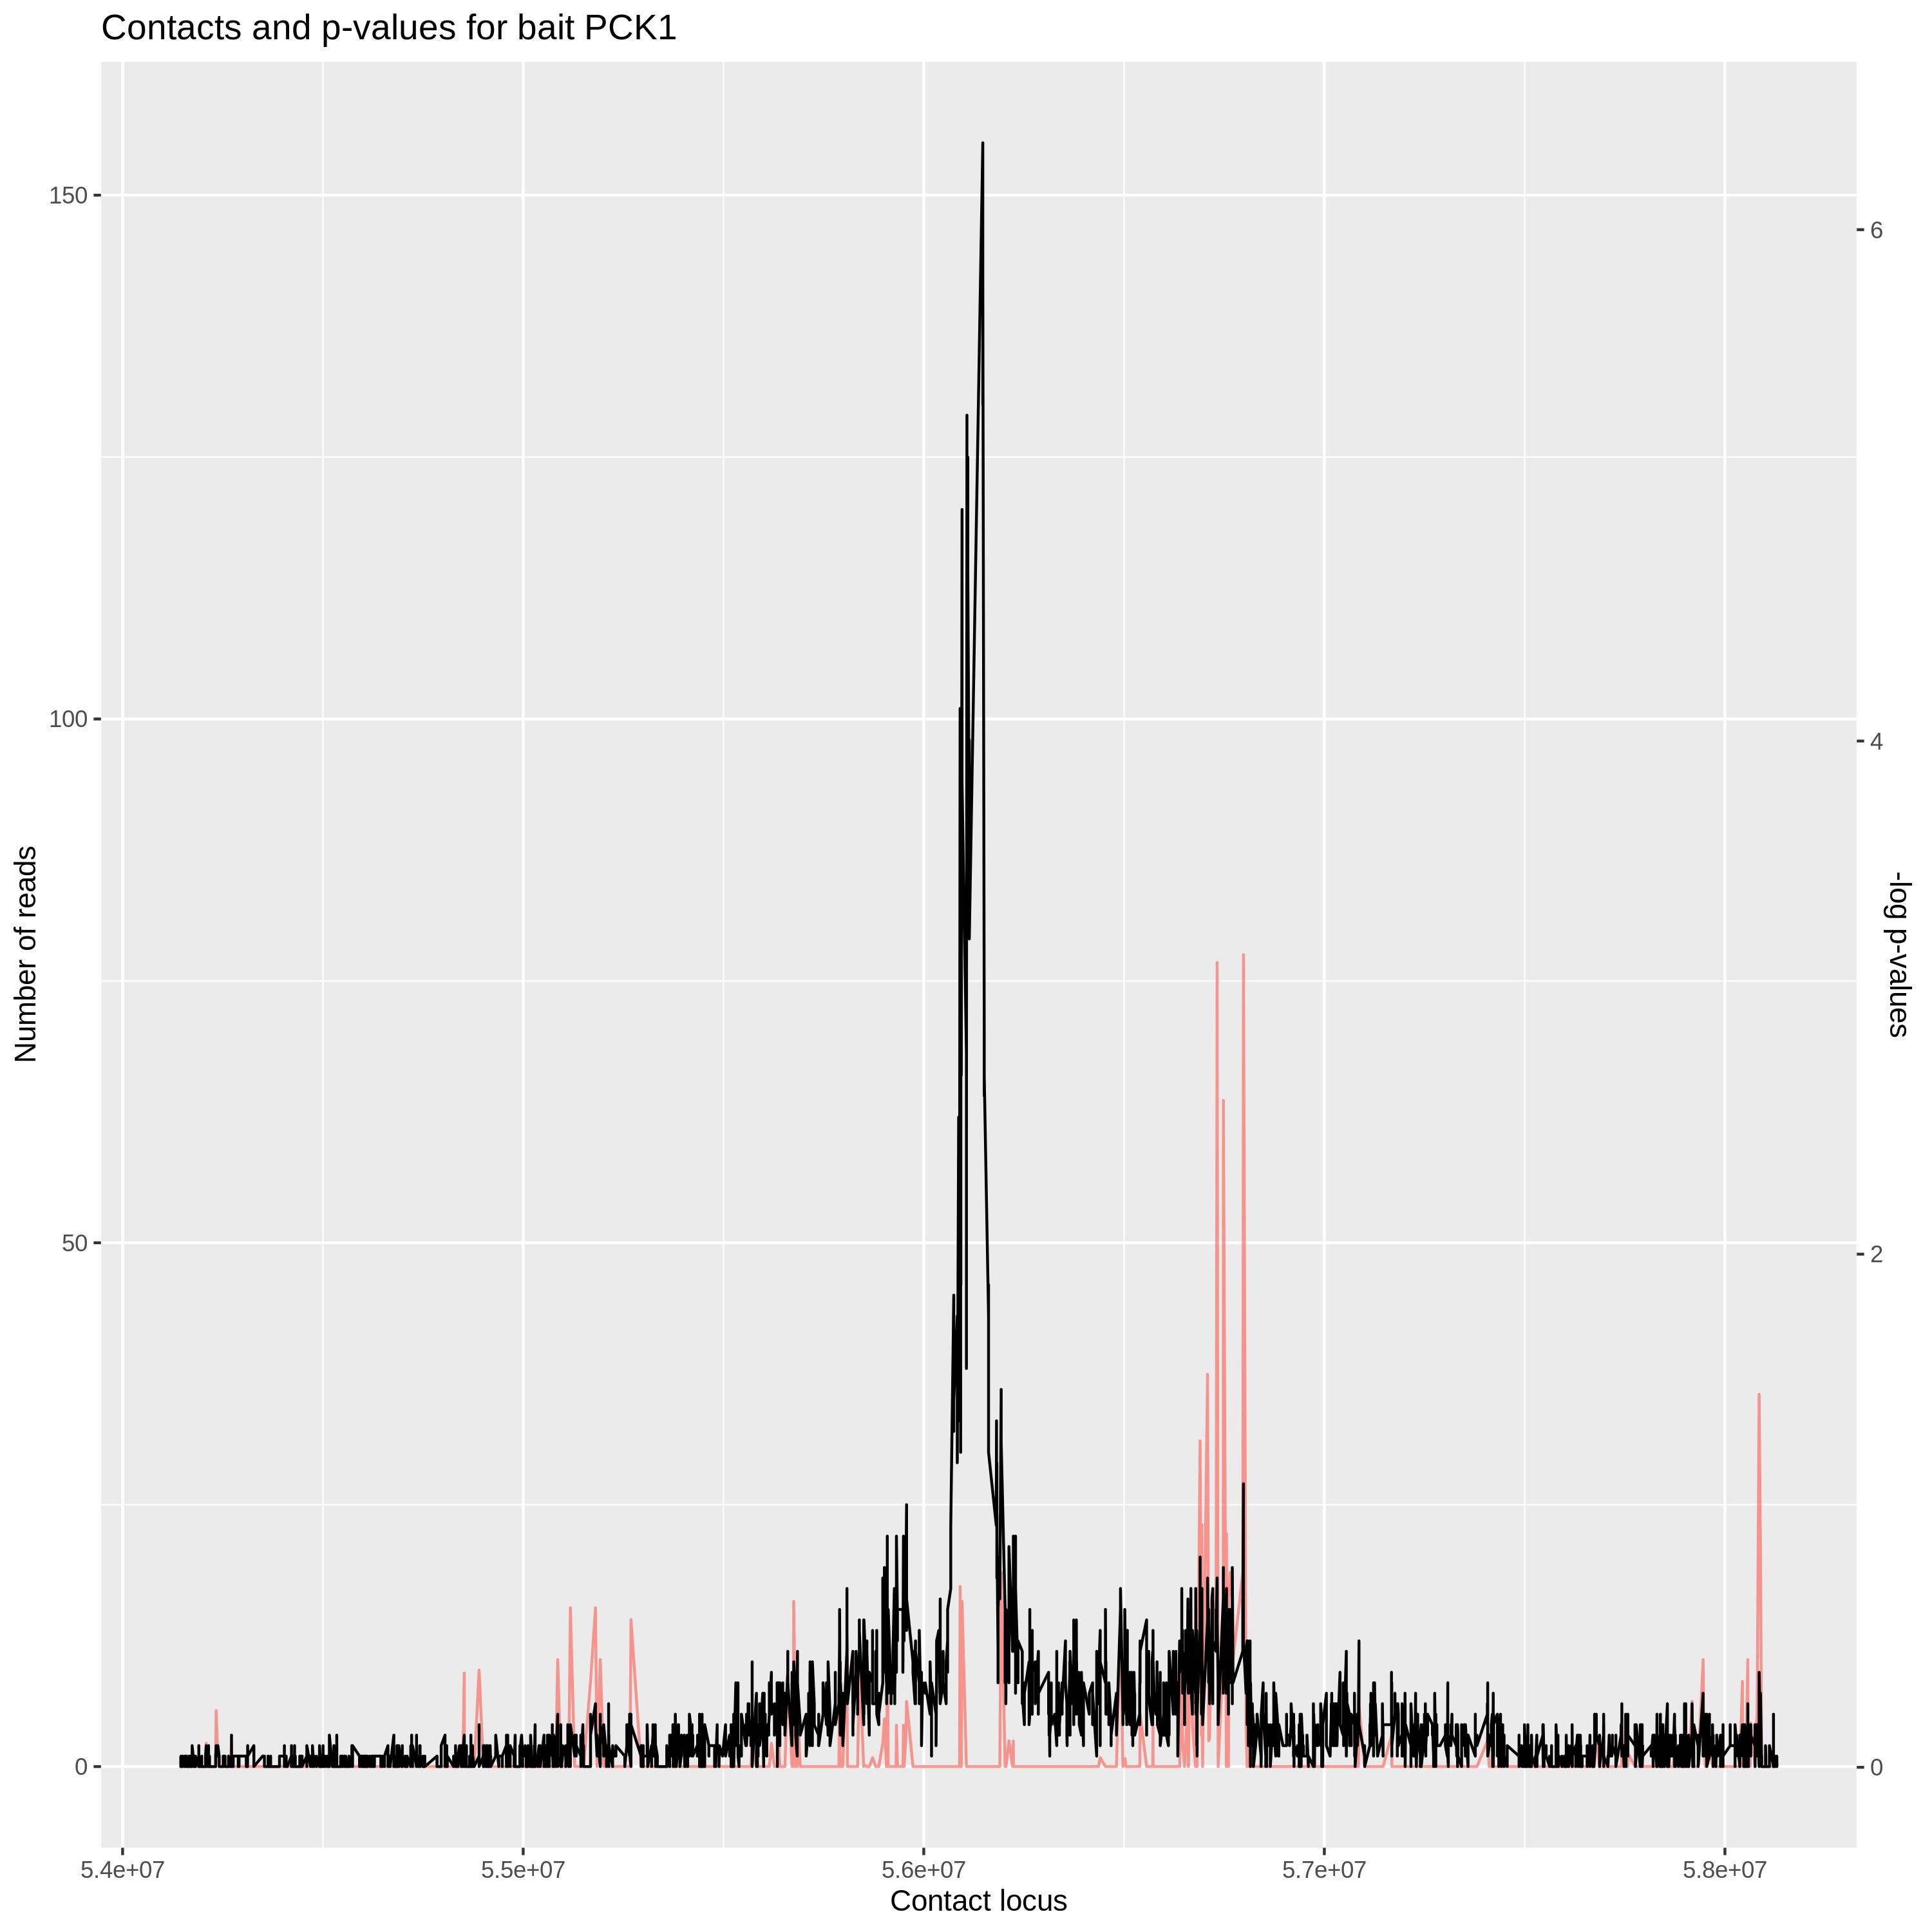 Contacts and p-values for bait PCK1
150
100
50
0
Number of reads
6
4
2
0
-log p-values
5.4e+07
5.5e+07
5.6e+07
5.7e+07
5.8e+07
Contact locus